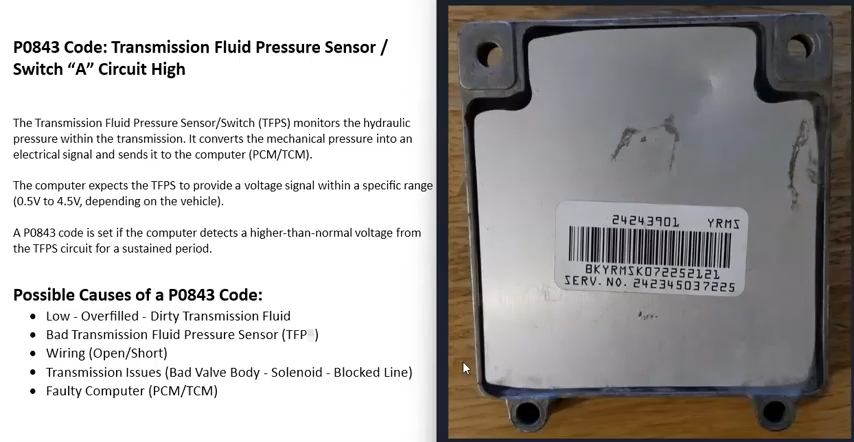 P0843 Code: Transmission Fluid Pressure Sensor /
Switch “A” Circuit High
The Transmission Fluid Pressure Sensor/Switch (TFPS) monitors the hydraulic
pressure within the transmission. It converts the mechanical pressure into an
electrical signal and sends it to the computer (PCM/TCM).
The computer expects the TFPS to provide a voltage signal within a specific range
(0.5V to 4.5V, depending on the vehicle).
A P0843 code is set if the computer detects a higher-than-normal voltage from
the TFPS circuit for a sustained period.
Possible Causes of a P0843 Code:
• Low - Overfilled - Dirty Transmission Fluid
• Bad Transmission Fluid Pressure Sensor (TFP )
• Wiring (Open/Short)
• Transmission Issues (Bad Valve Body - Solenoid - Blocked Line)
• Faulty Computer (PCM/TCM)
24243901 YRMS
BKYRMSK072252121
SERV. NO. 242345037225